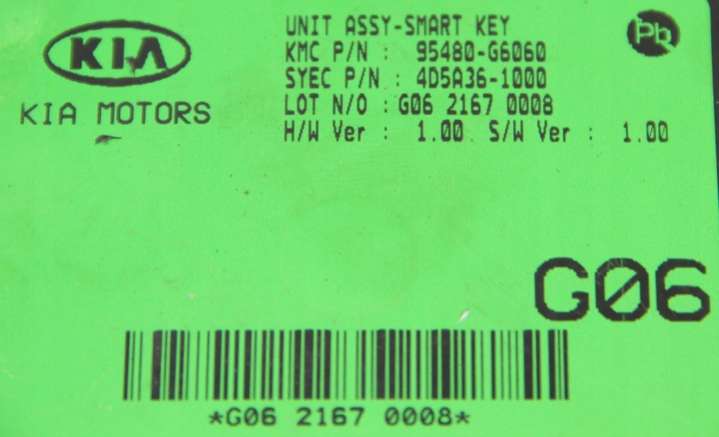 KIA
KIA MOTORS
UNIT ASSY-SMART KEY
KMC P/N : 95480-G6060
SYEC P/N : 4D5A36-1000
LOT N/O : G06 2167 0008
H/W Ver : 1.00 S/W Ver : 1.00
Pb
G06
*G06 2167 0008*